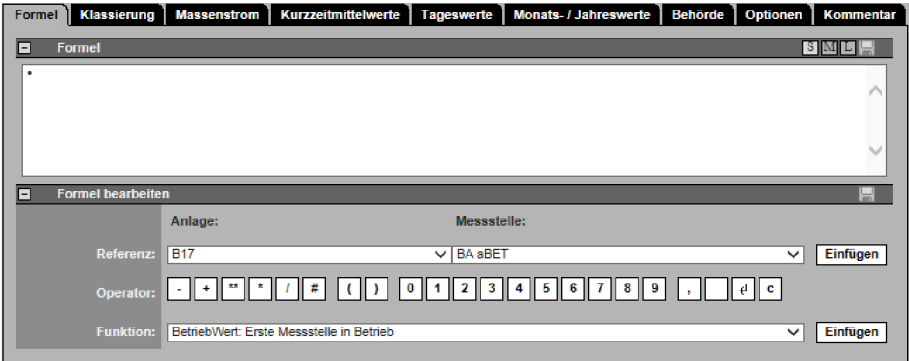 Formel Klassierung Massenstrom Kurzzeitmittelwerte Tageswerte Monats- / Jahreswerte Behörde Optionen Kommentar
Formel S M L
•
Formel bearbeiten
Anlage: Messstelle:
Referenz: B17 BA aBET Einfügen
Operator: - + ** * / # ( ) 0 1 2 3 4 5 6 7 8 9 , ↲ c
Funktion: BetriebWert: Erste Messstelle in Betrieb Einfügen